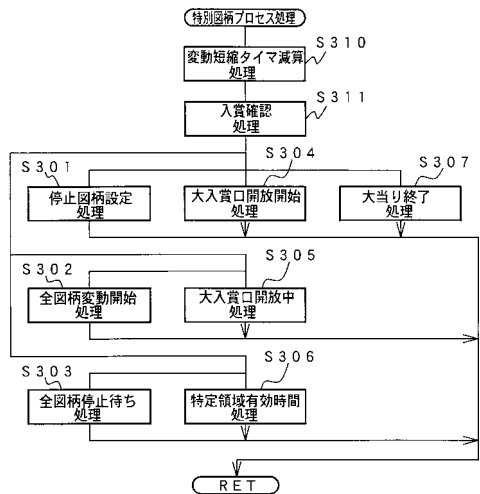 特別図柄プロセス処理
S310
変動短縮タイマ減算
処理
S311
入賞確認
処理
S301
停止図柄設定
処理
S304
大入賞口開放開始
処理
S307
大当り終了
処理
S302
全図柄変動開始
処理
S305
大入賞口開放中
処理
S303
全図柄停止待ち
処理
S306
特定領域有効時間
処理
RET